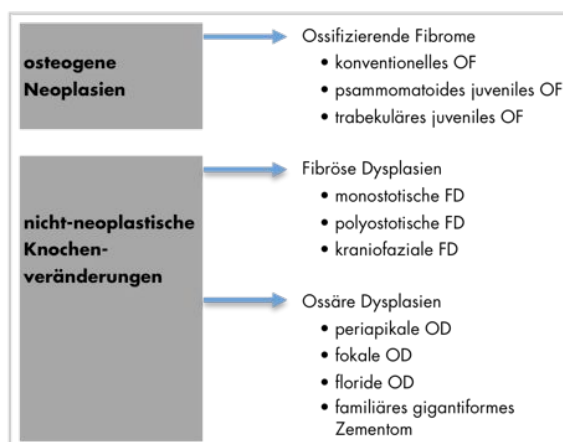 osteogene
Neoplasien
Ossifizierende Fibrome
• konventionelles OF
• psammomatoides juveniles OF
• trabekuläres juveniles OF
nicht-neoplastische
Knochen-
veränderungen
Fibröse Dysplasien
• monostotische FD
• polyostotische FD
• kraniofaziale FD
Ossäre Dysplasien
• periapikale OD
• fokale OD
• floride OD
• familiäres gigantiformes
Zementom